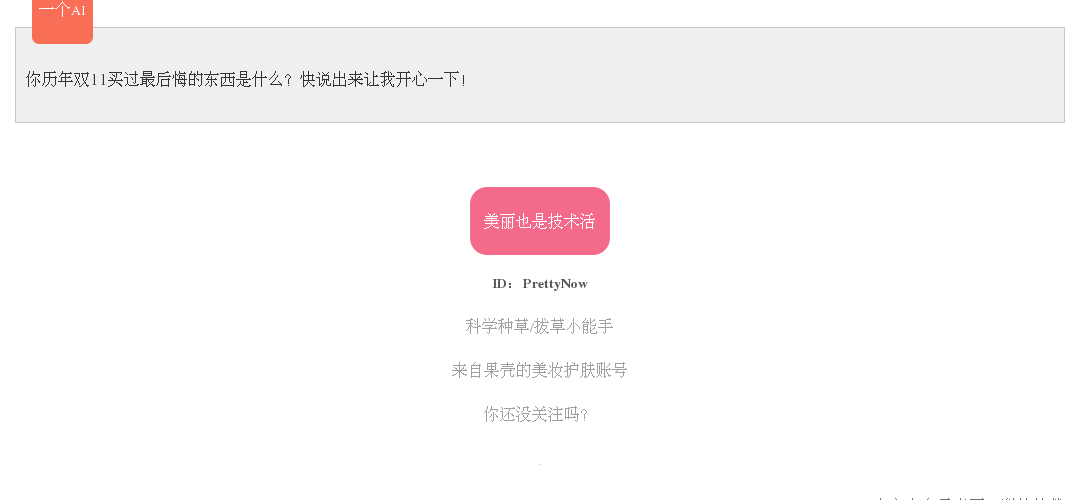 一个AI
你历年双11买过最后悔的东西是什么？快说出来让我开心一下！
美丽也是技术活
ID： PrettyNow
科学种草/拔草小能手
来自果壳的美妆护肤账号
你还没关注吗？